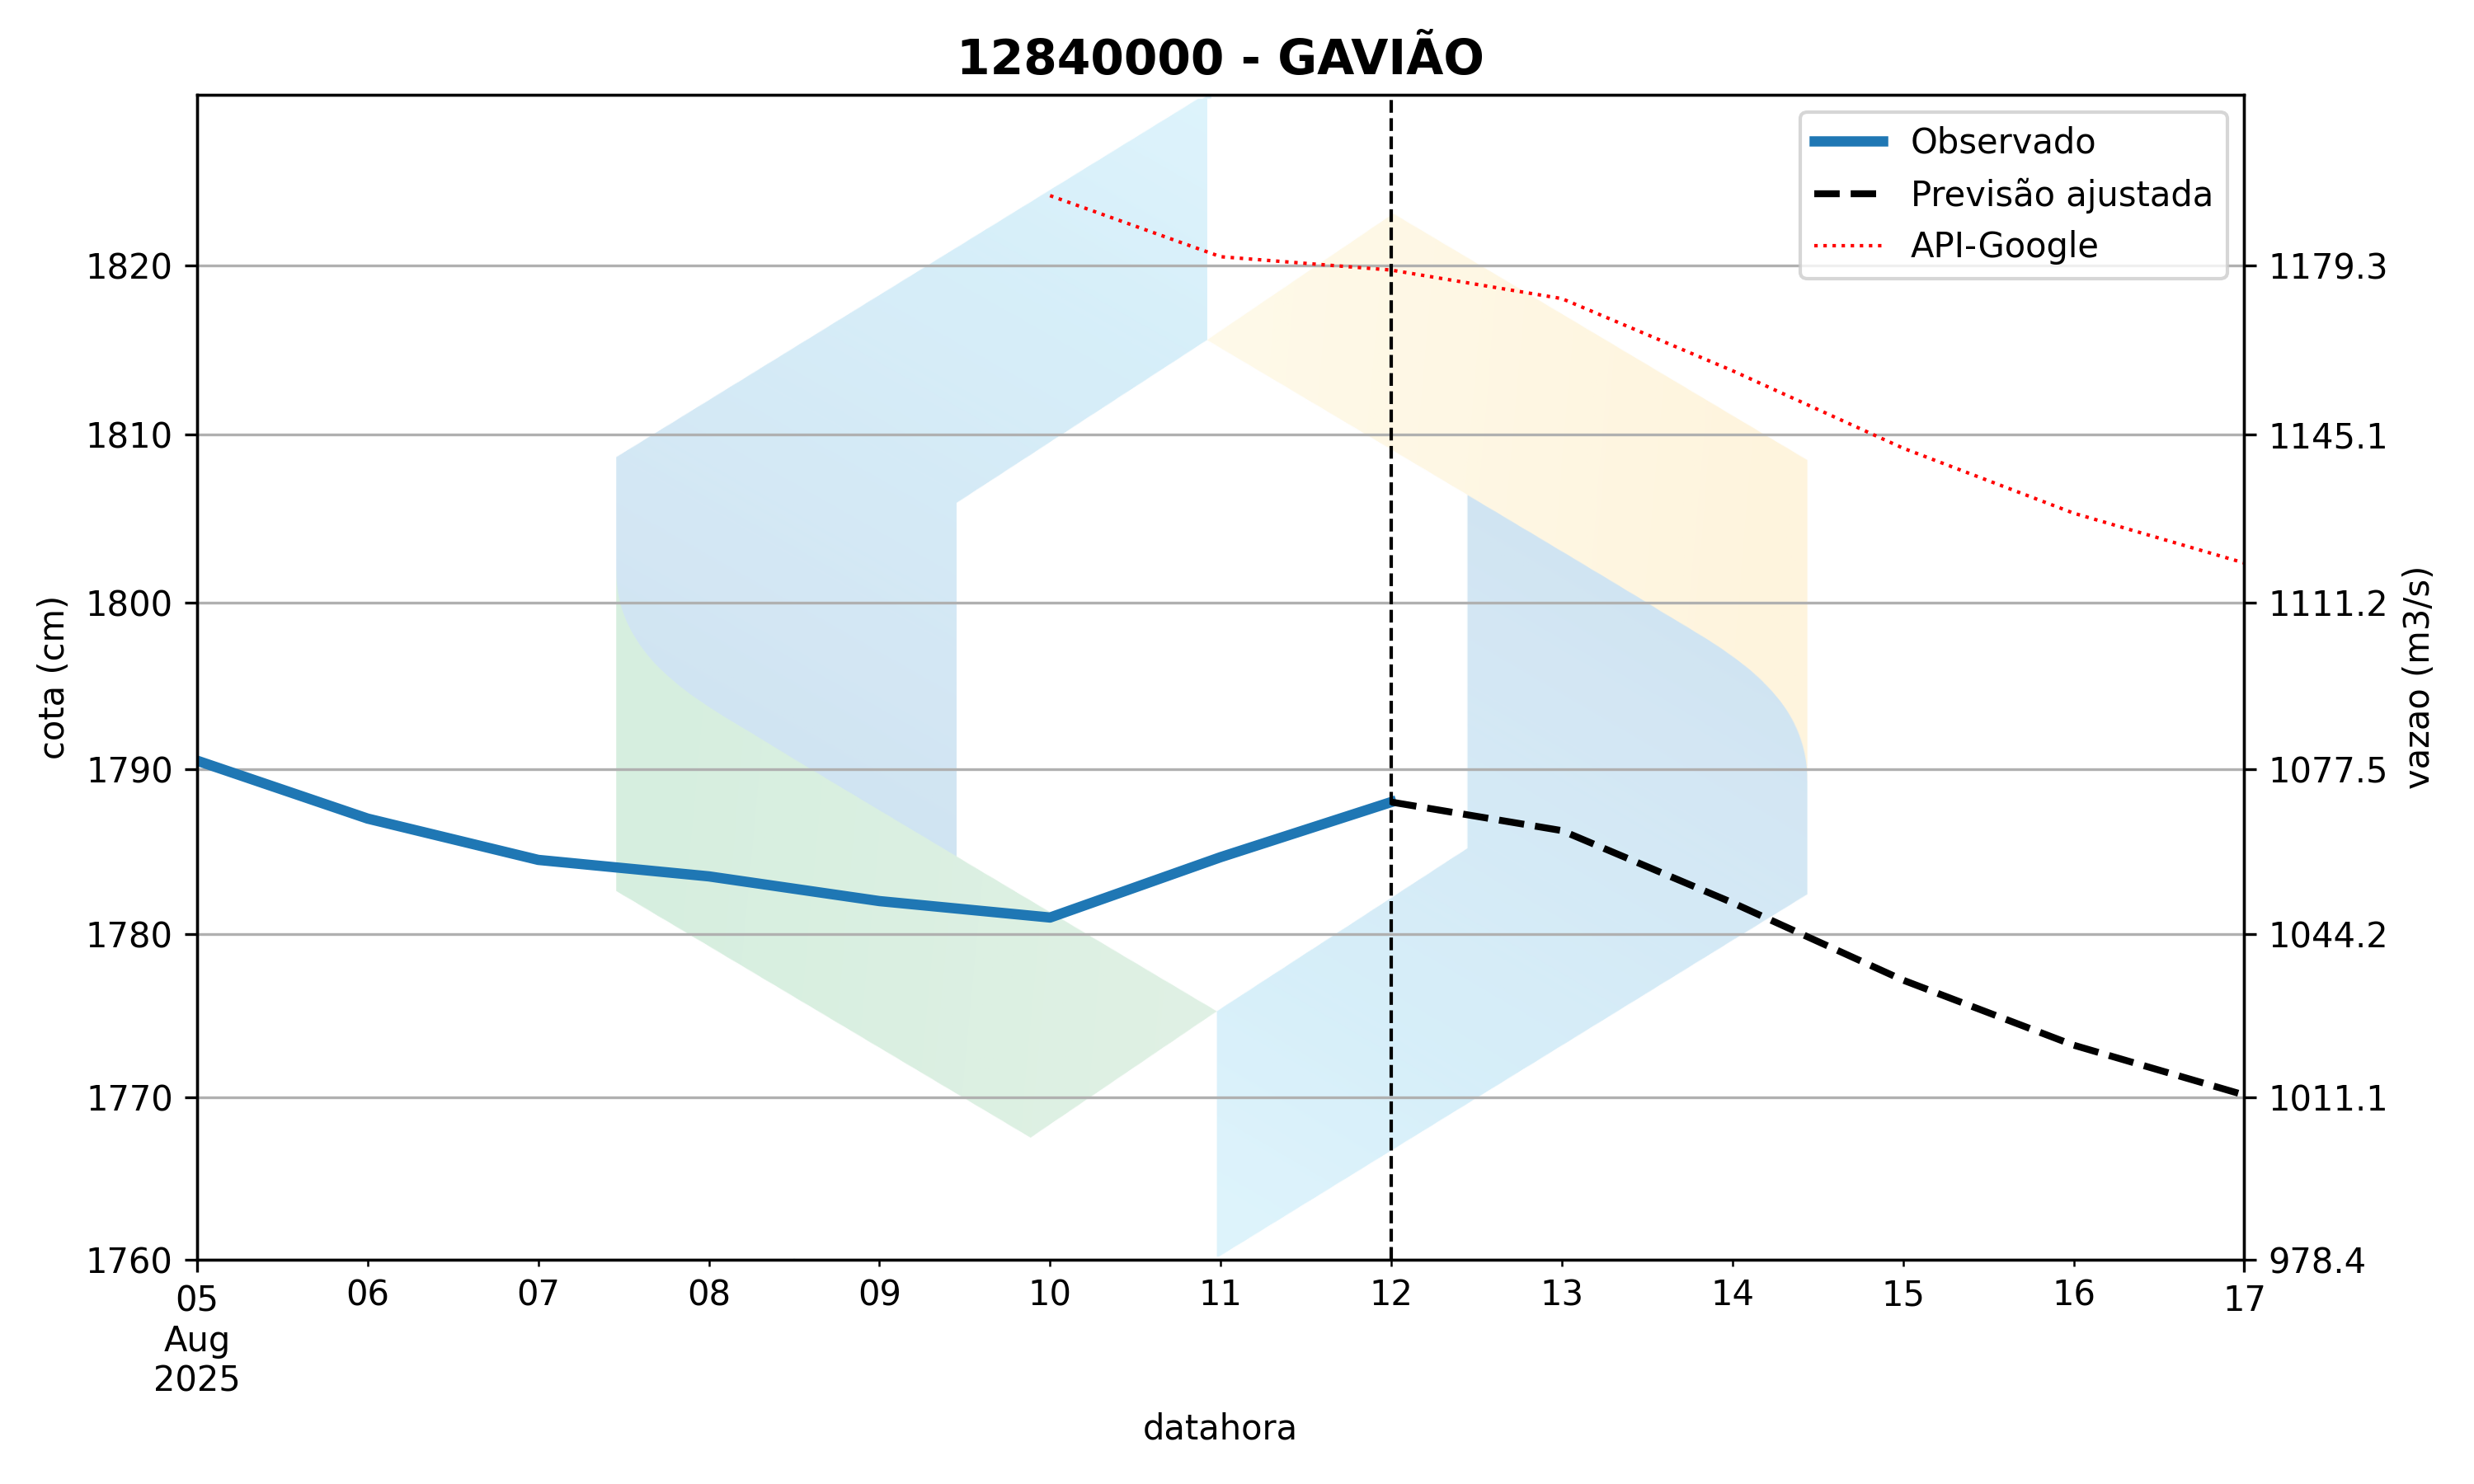 12840000 - GAVIÃO
Observado
Previsão ajustada
API-Google
1820
1810
1800
1790
1780
1770
1760
cota (cm)
1179.3
1145.1
1111.2
1077.5
1044.2
1011.1
978.4
vazao (m3/s)
05 06 07 08 09 10 11 12 13 14 15 16 17
Aug
2025
datahora